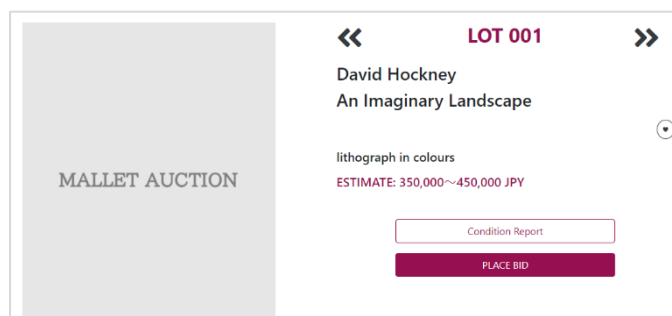 MALLET AUCTION
LOT 001
David Hockney
An Imaginary Landscape
lithograph in colours
ESTIMATE: 350,000～450,000 JPY
Condition Report
PLACE BID